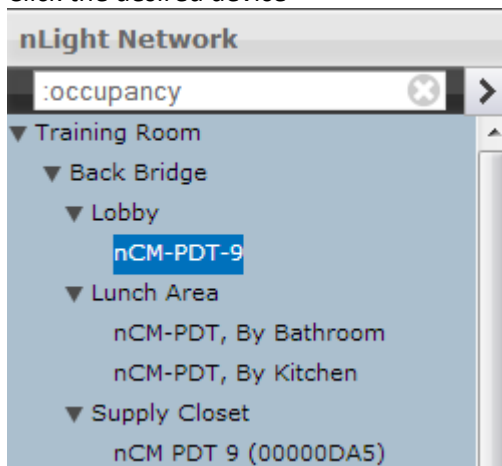 Click the desired device
nLight Network
:occupancy
Training Room
Back Bridge
Lobby
nCM-PDT-9
Lunch Area
nCM-PDT, By Bathroom
nCM-PDT, By Kitchen
Supply Closet
nCM PDT 9 (00000DA5)